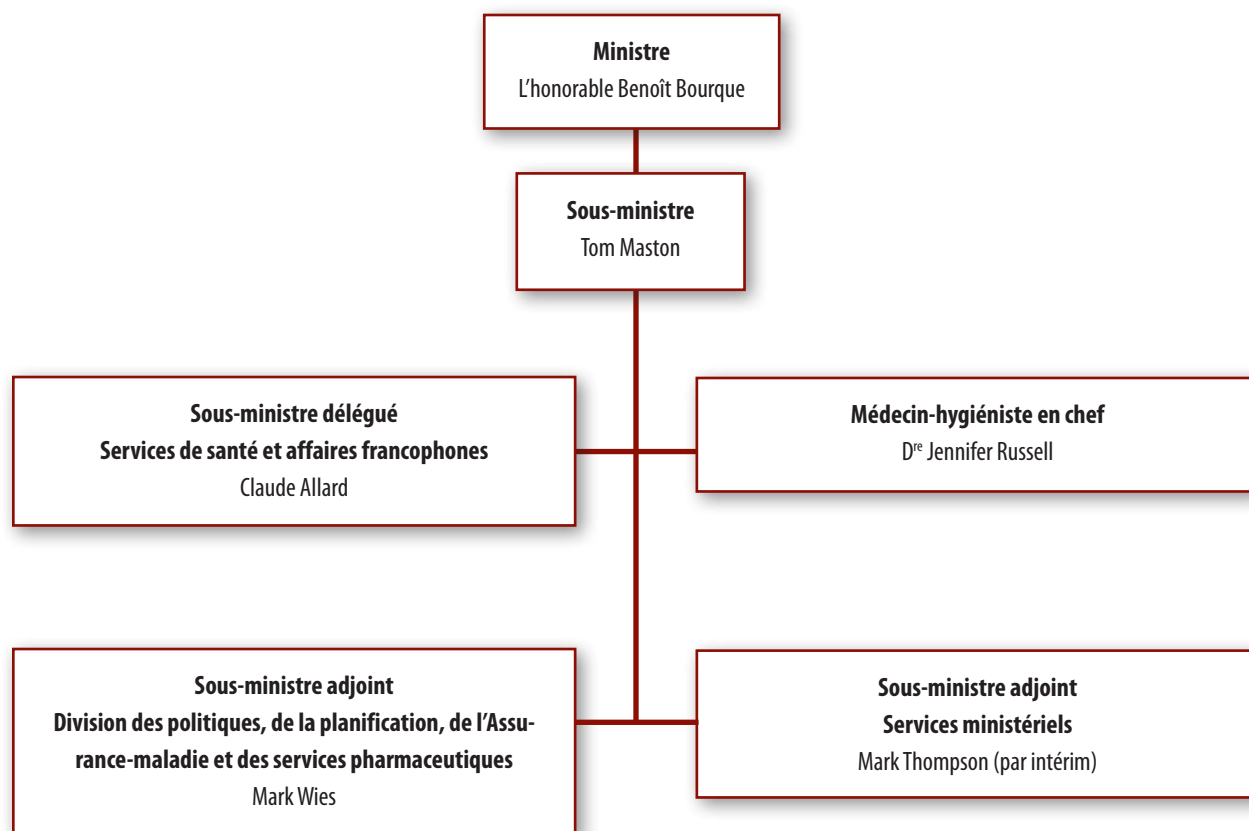 Ministre
L'honorable Benoît Bourque
Sous-ministre
Tom Maston
Sous-ministre délégué
Services de santé et affaires francophones
Claude Allard
Médecin-hygiéniste en chef
Dre Jennifer Russell
Sous-ministre adjoint
Division des politiques, de la planification, de l'Assu-
rance-maladie et des services pharmaceutiques
Mark Wies
Sous-ministre adjoint
Services ministériels
Mark Thompson (par intérim)